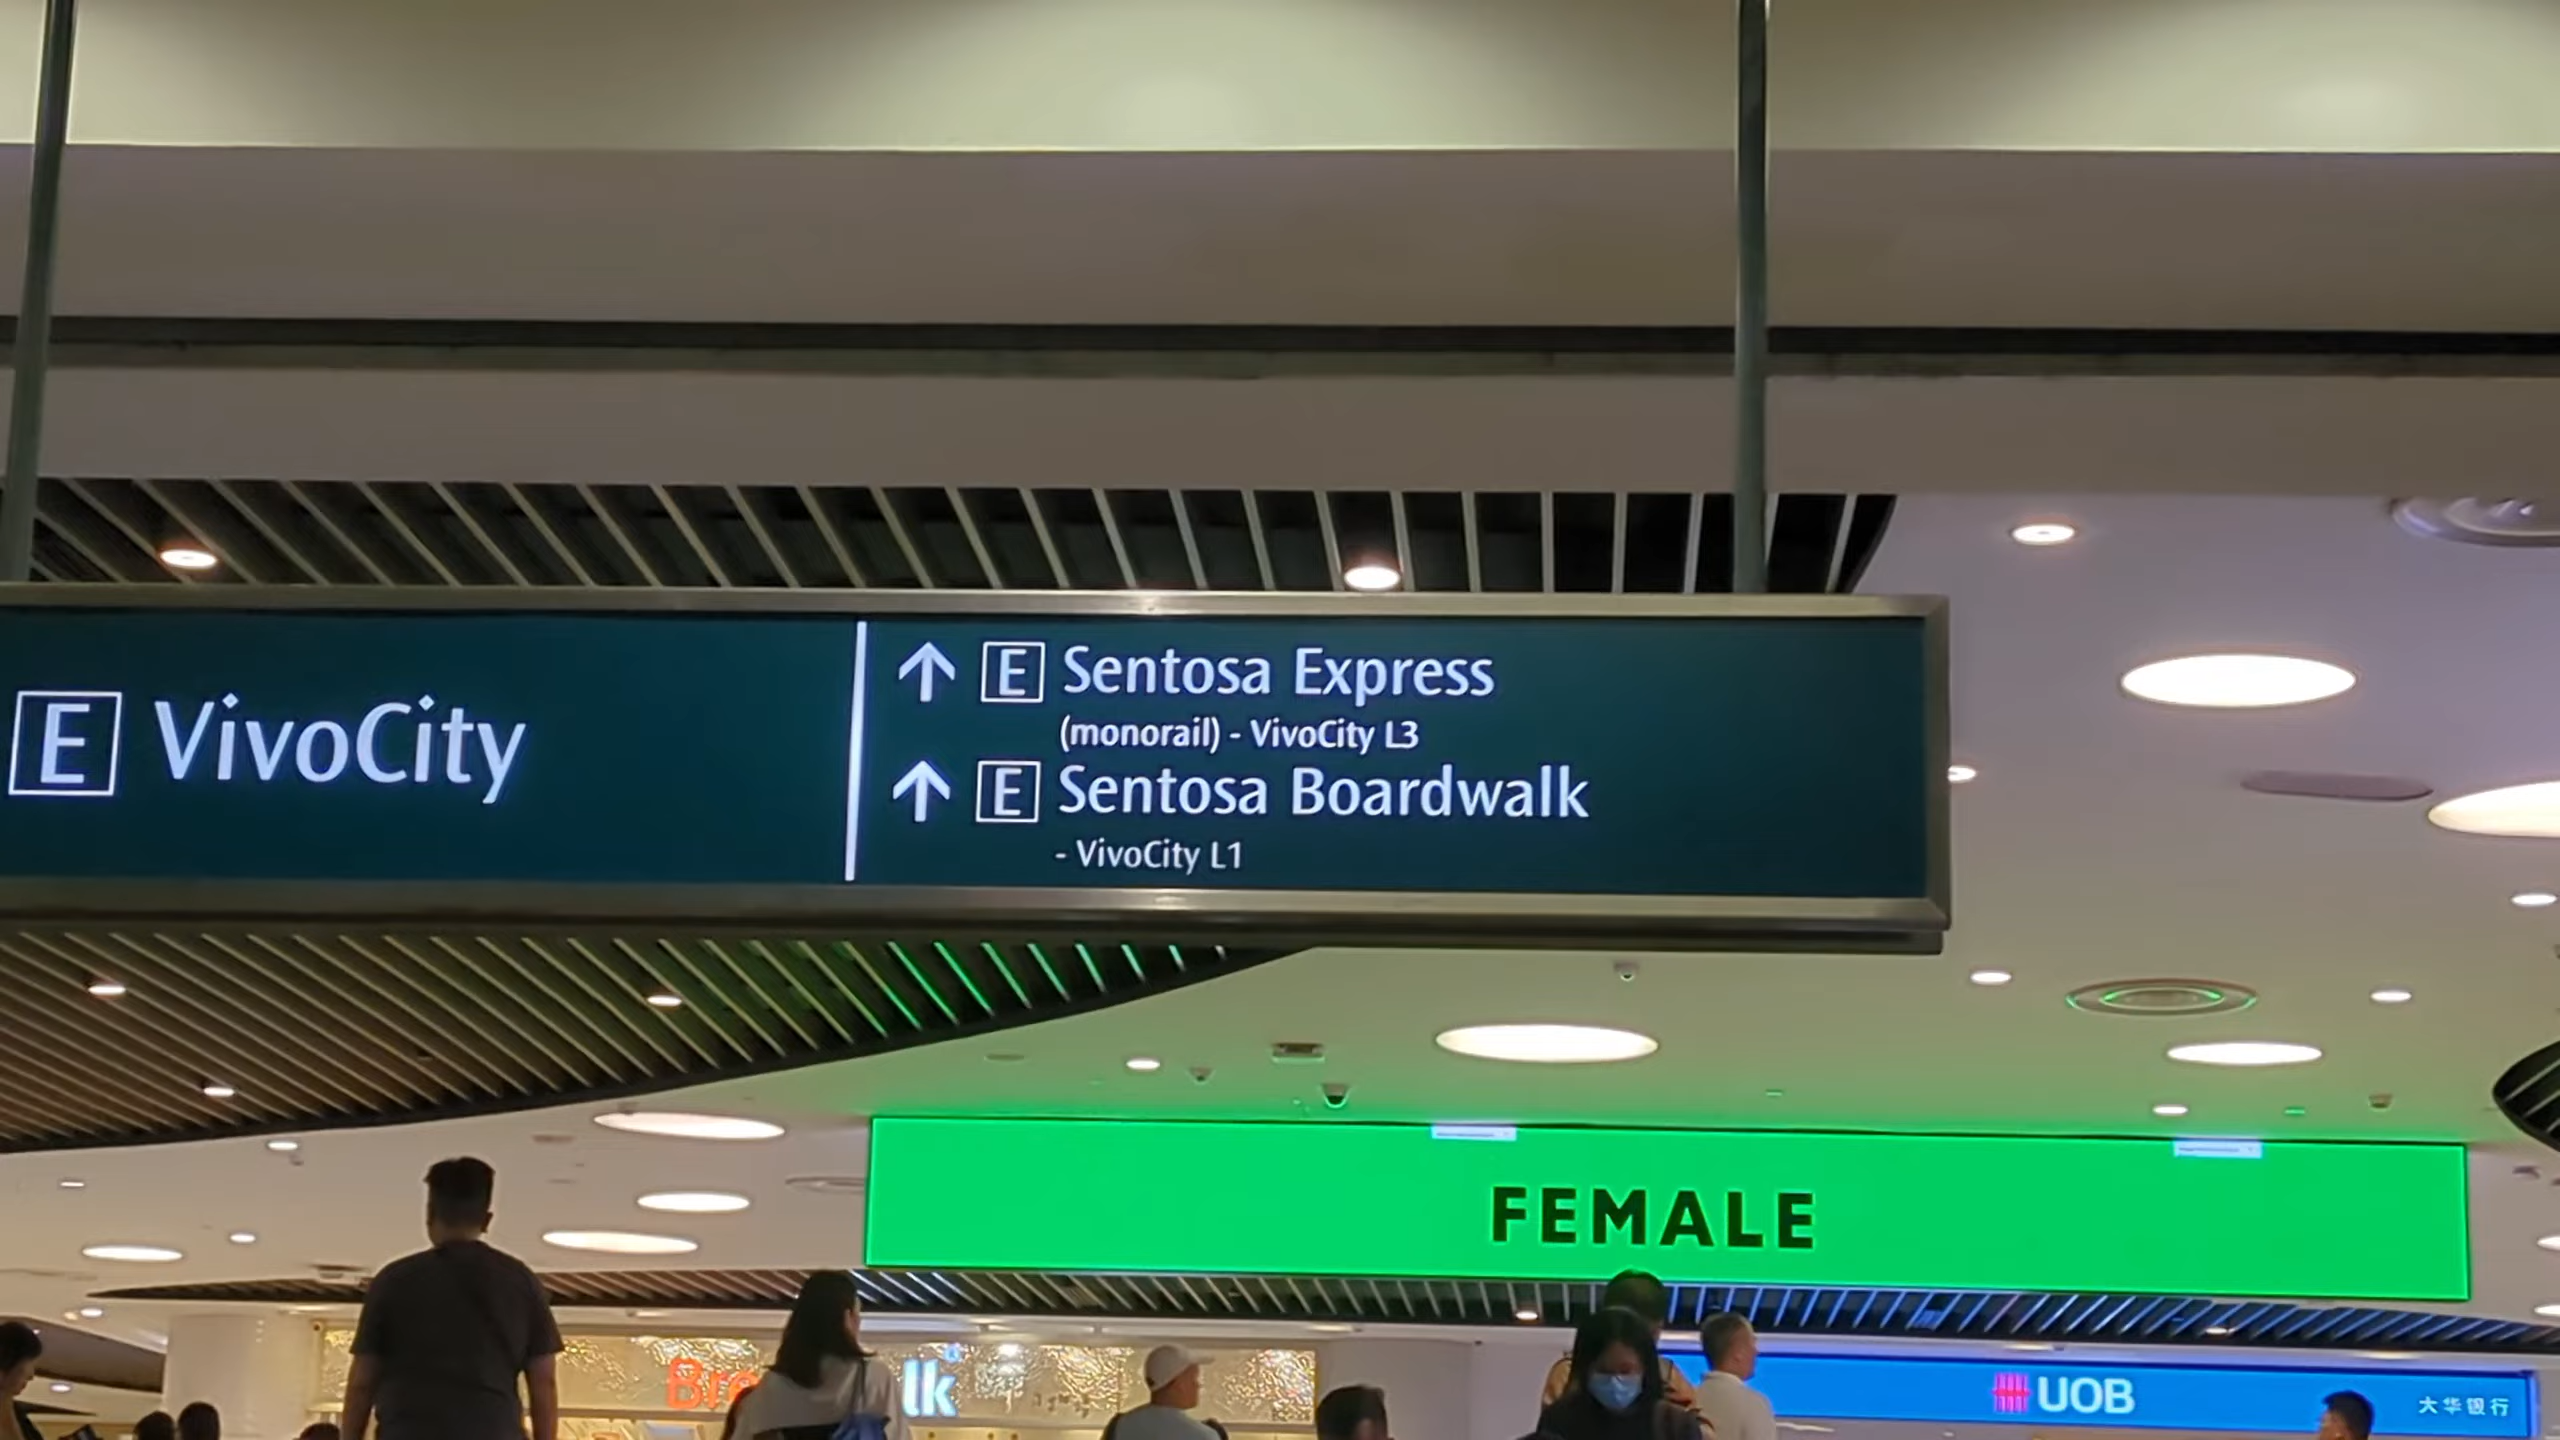 E VivoCity
↑ E Sentosa Express
(monorail) - VivoCity L3
↑ E Sentosa Boardwalk
- VivoCity L1
FEMALE
UOB 大华银行